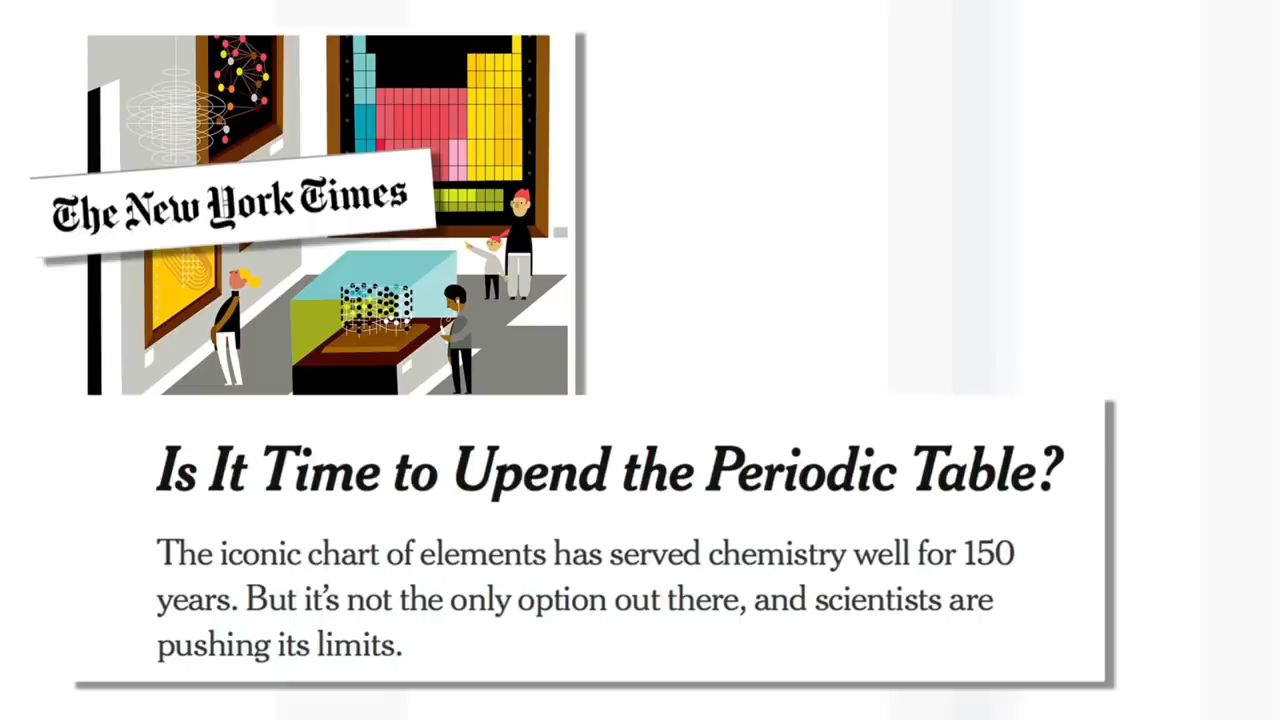 The New York Times
Is It Time to Upend the Periodic Table?
The iconic chart of elements has served chemistry well for 150
years. But it's not the only option out there, and scientists are
pushing its limits.